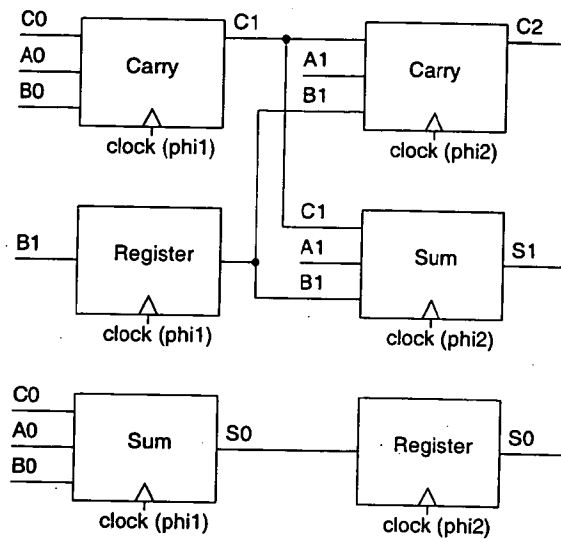 C0
A0
B0
Carry
clock (phi1)
C1
A1
B1
Carry
clock (phi2)
C2
B1
Register
clock (phi1)
C1
A1
B1
Sum
clock (phi2)
S1
C0
A0
B0
Sum
clock (phi1)
S0
Register
clock (phi2)
S0